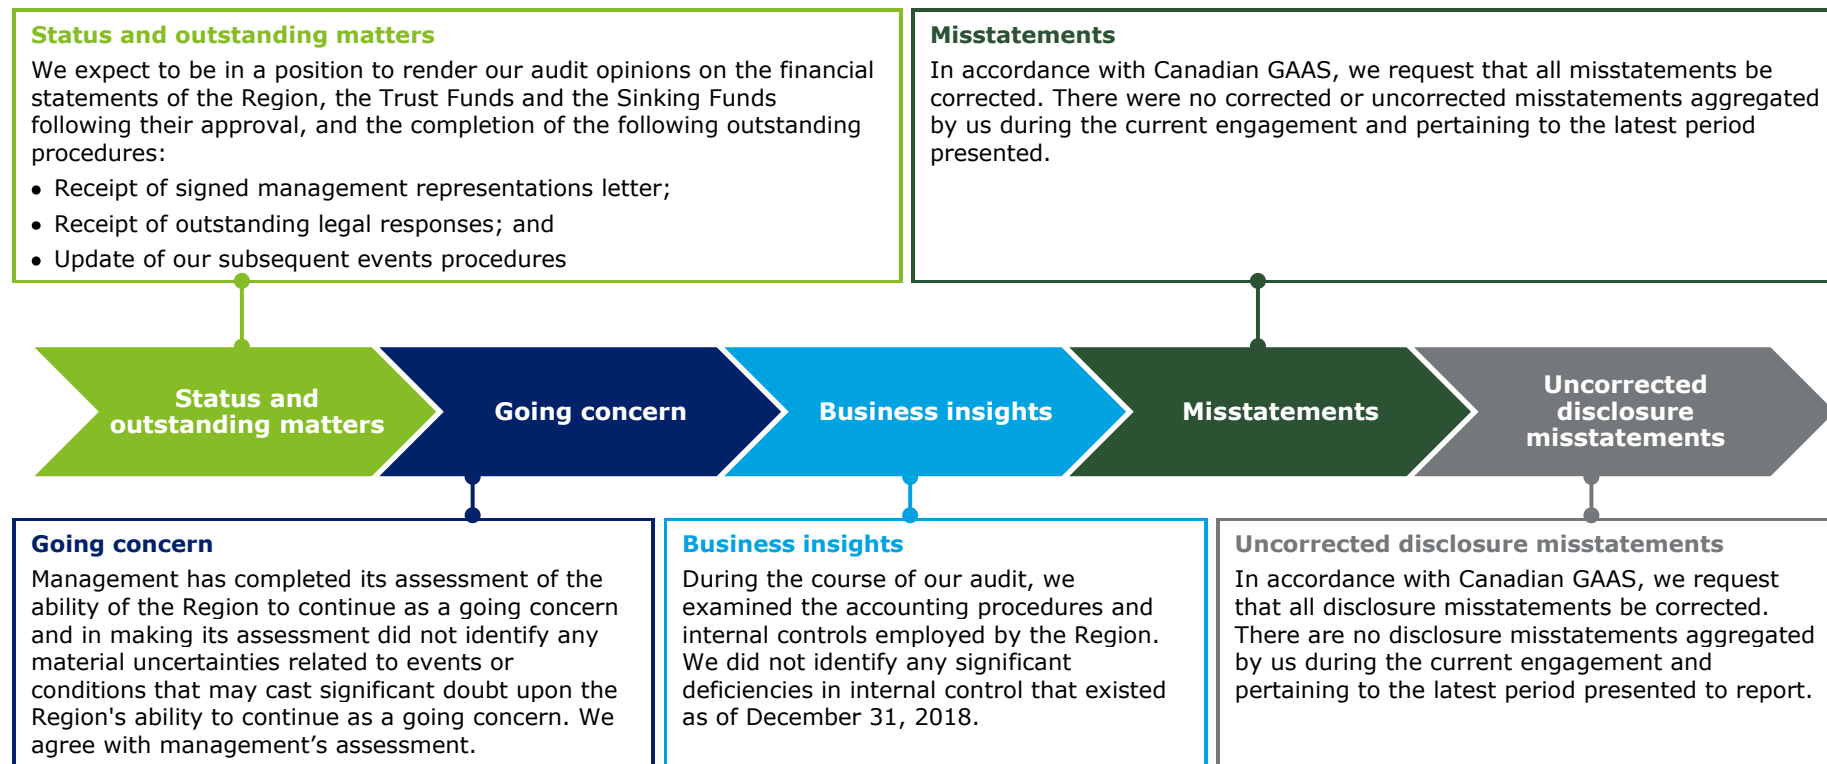 Status and outstanding matters
We expect to be in a position to render our audit opinions on the financial
statements of the Region, the Trust Funds and the Sinking Funds
following their approval, and the completion of the following outstanding
procedures:
• Receipt of signed management representations letter;
• Receipt of outstanding legal responses; and
• Update of our subsequent events procedures
Misstatements
In accordance with Canadian GAAS, we request that all misstatements be
corrected. There were no corrected or uncorrected misstatements aggregated
by us during the current engagement and pertaining to the latest period
presented.
Status and
outstanding matters
Going concern
Business insights
Misstatements
Uncorrected
disclosure
misstatements
Going concern
Management has completed its assessment of the
ability of the Region to continue as a going concern
and in making its assessment did not identify any
material uncertainties related to events or
conditions that may cast significant doubt upon the
Region's ability to continue as a going concern. We
agree with management’s assessment.
Business insights
During the course of our audit, we
examined the accounting procedures and
internal controls employed by the Region.
We did not identify any significant
deficiencies in internal control that existed
as of December 31, 2018.
Uncorrected disclosure misstatements
In accordance with Canadian GAAS, we request
that all disclosure misstatements be corrected.
There are no disclosure misstatements aggregated
by us during the current engagement and
pertaining to the latest period presented to report.